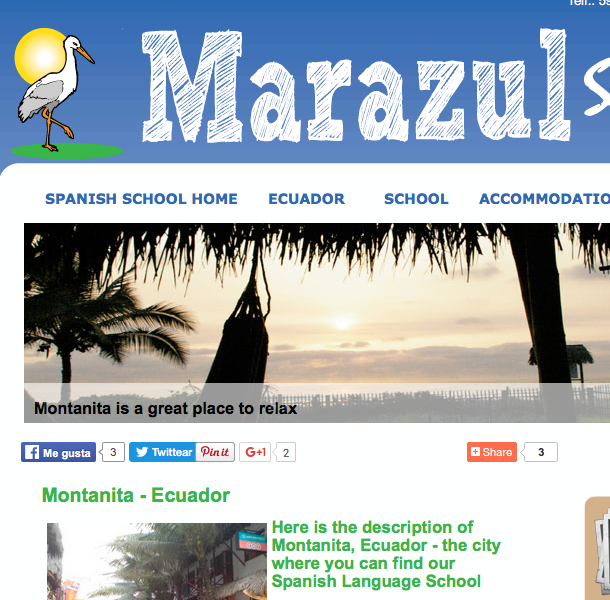 Marazul
SPANISH SCHOOL HOME ECUADOR SCHOOL ACCOMMODATIO
Montanita is a great place to relax
Me gusta 3 Twittear Pin it G+1 2 Share 3
Montanita - Ecuador
Here is the description of
Montanita, Ecuador - the city
where you can find our
Spanish Language School